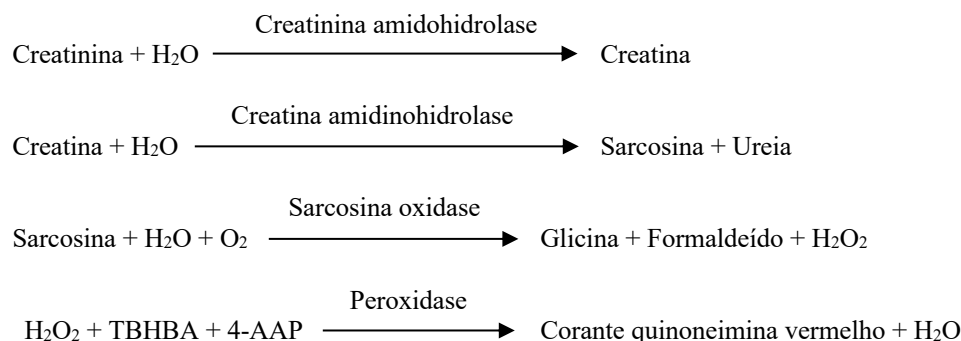 Creatinina amidohidrolase
Creatinina + H₂O Creatina
Creatina amidinohidrolase
Creatina + H₂O Sarcosina + Ureia
Sarcosina oxidase
Sarcosina + H₂O + O₂ Glicina + Formaldeído + H₂O₂
Peroxidase
H₂O₂ + TBHBA + 4-AAP Corante quinoneimina vermelho + H₂O